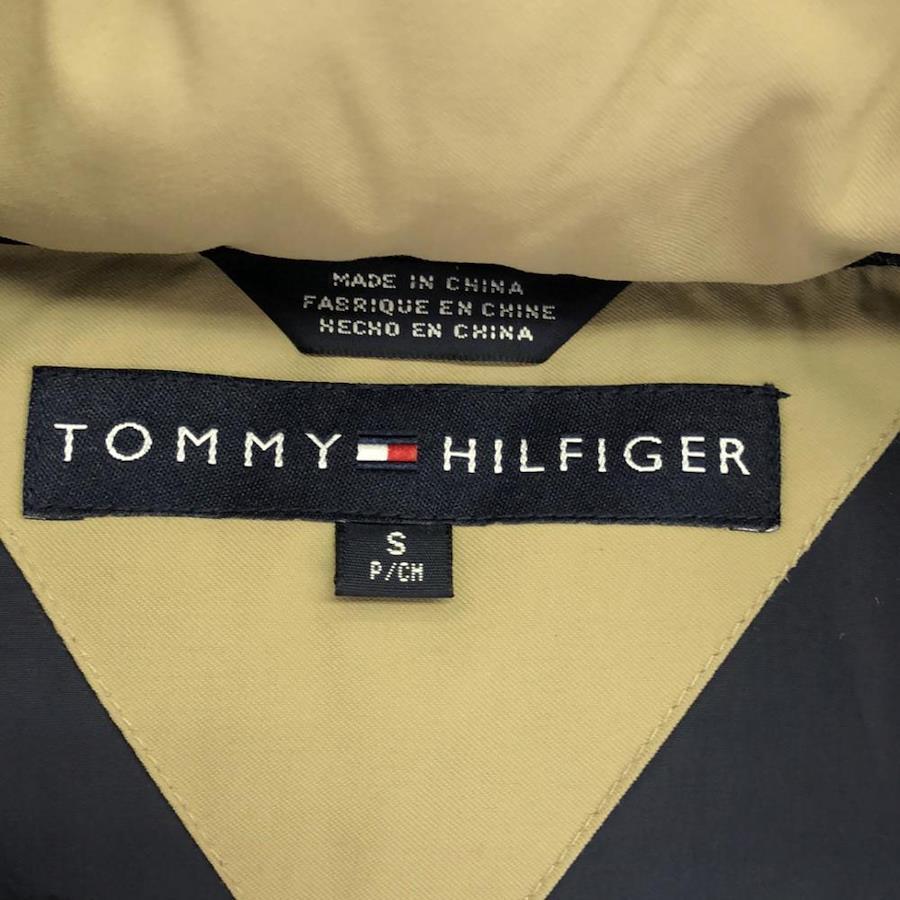 MADE IN CHINA
FABRIQUE EN CHINE
HECHO EN CHINA
TOMMY HILFIGER
S
P/CH